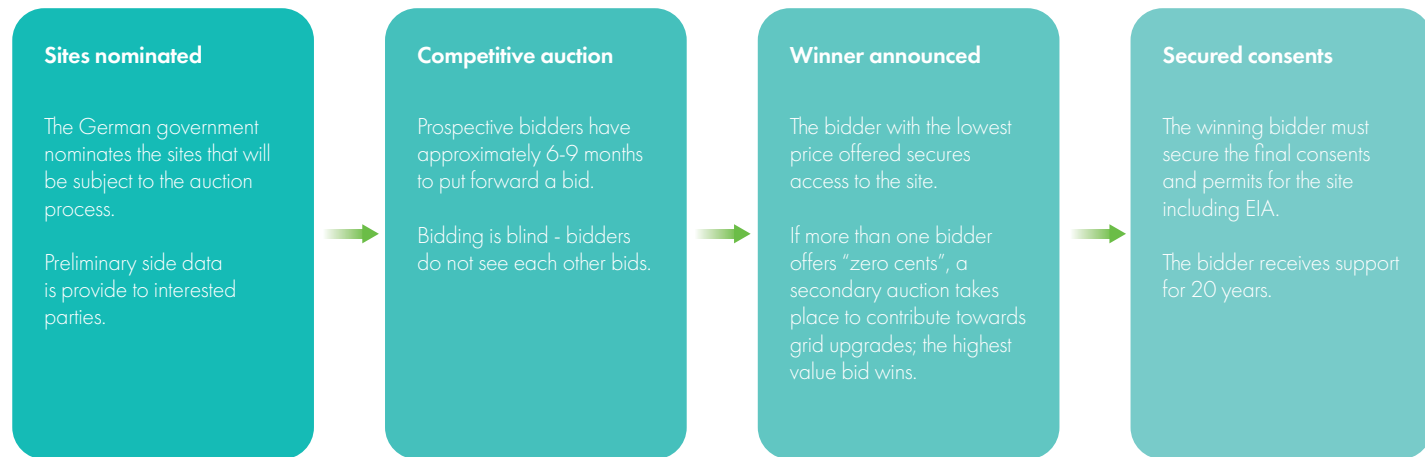 Sites nominated
The German government
nominates the sites that will
be subject to the auction
process.
Preliminary side data
is provide to interested
parties.
Competitive auction
Prospective bidders have
approximately 6-9 months
to put forward a bid.
Bidding is blind - bidders
do not see each other bids.
Winner announced
The bidder with the lowest
price offered secures
access to the site.
If more than one bidder
offers “zero cents”, a
secondary auction takes
place to contribute towards
grid upgrades; the highest
value bid wins.
Secured consents
The winning bidder must
secure the final consents
and permits for the site
including EIA.
The bidder receives support
for 20 years.